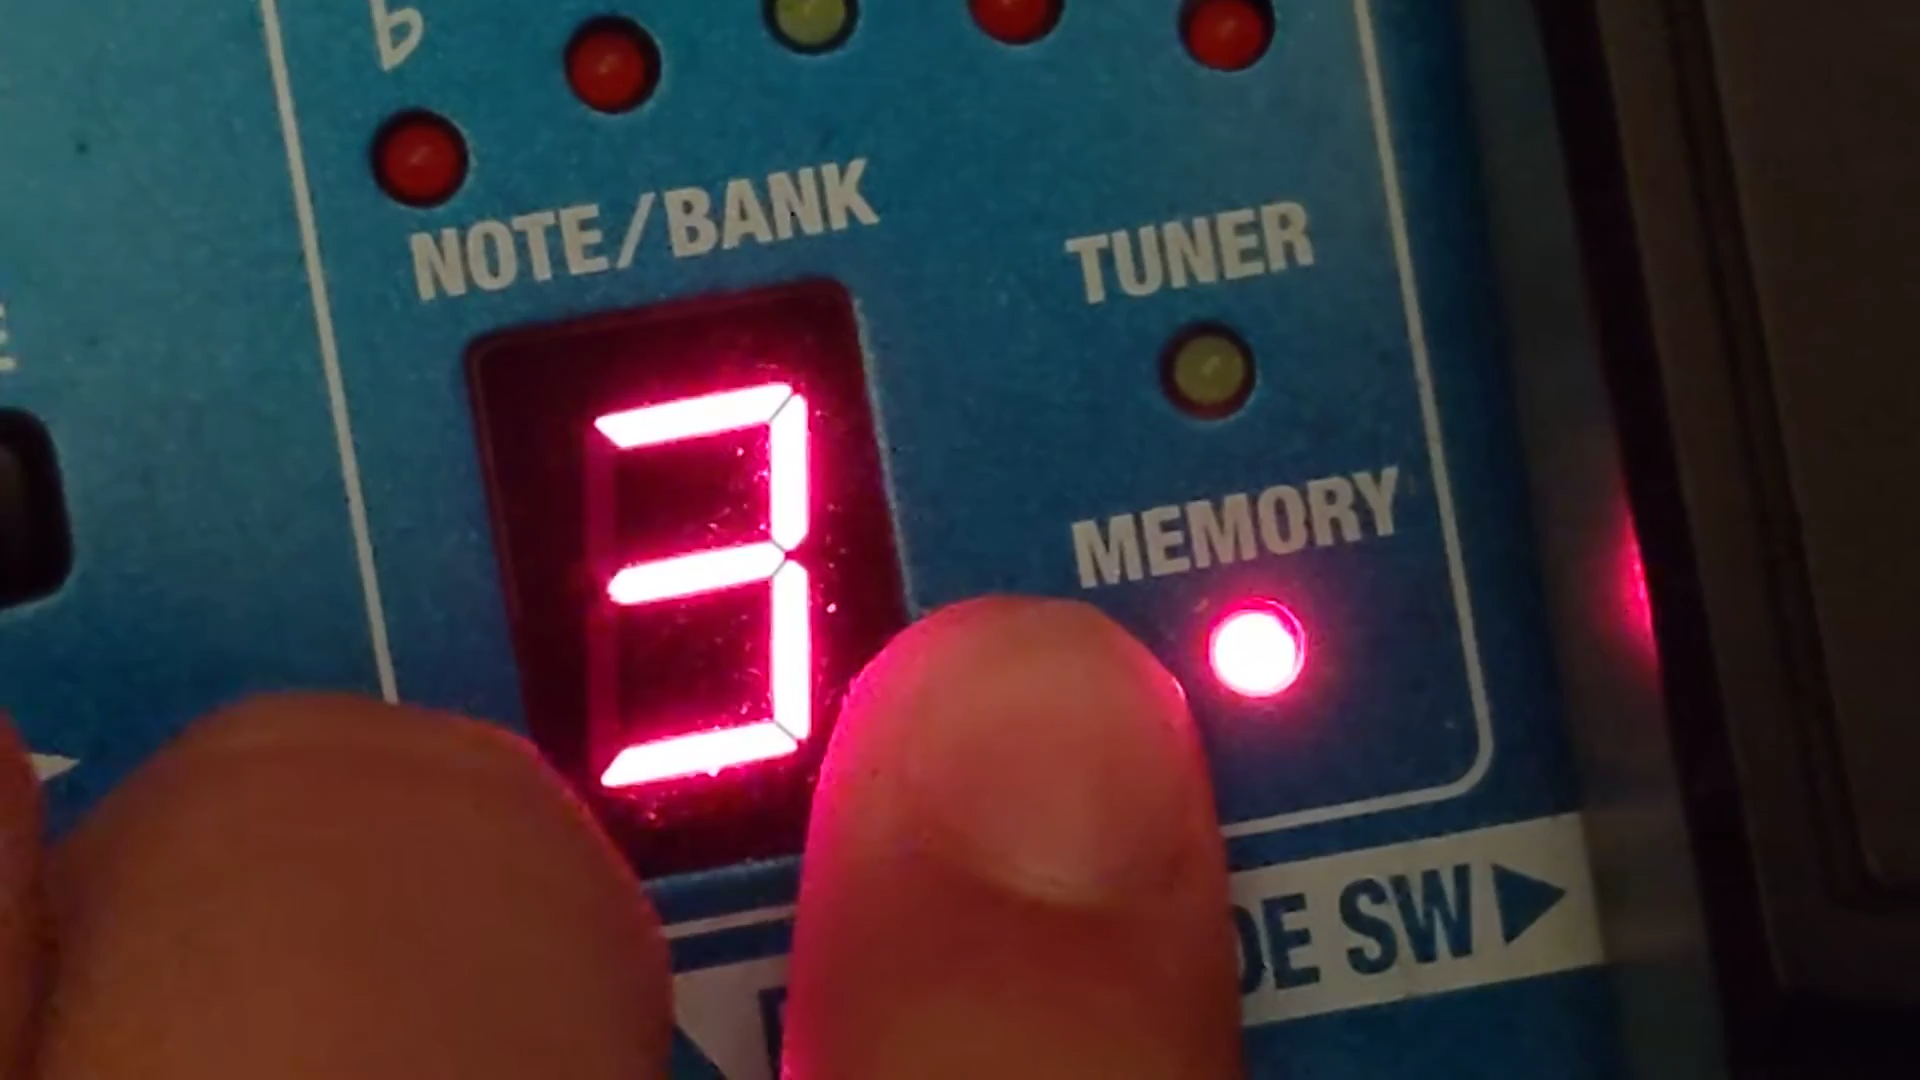 ♭
NOTE/BANK
TUNER
3
MEMORY
DE SW ▶